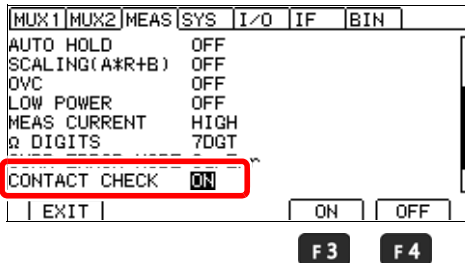 MUX1 MUX2 MEAS SYS I/O IF BIN
AUTO HOLD OFF
SCALING(A*R+B) OFF
OVC OFF
LOW POWER OFF
MEAS CURRENT HIGH
Ω DIGITS 7DGT
CONTACT CHECK ON
EXIT ON OFF
F3 F4